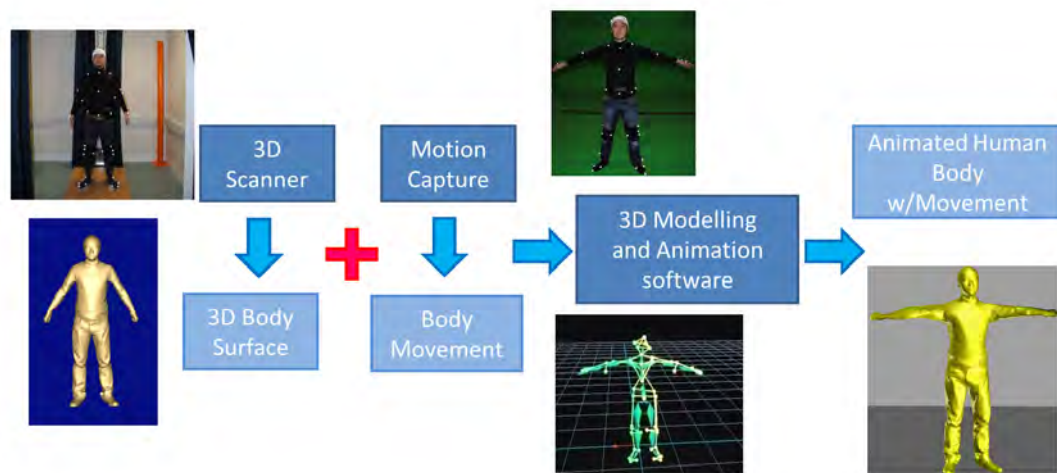 3D
Scanner
Motion
Capture
3D Body
Surface
Body
Movement
3D Modelling
and Animation
software
Animated Human
Body
w/Movement